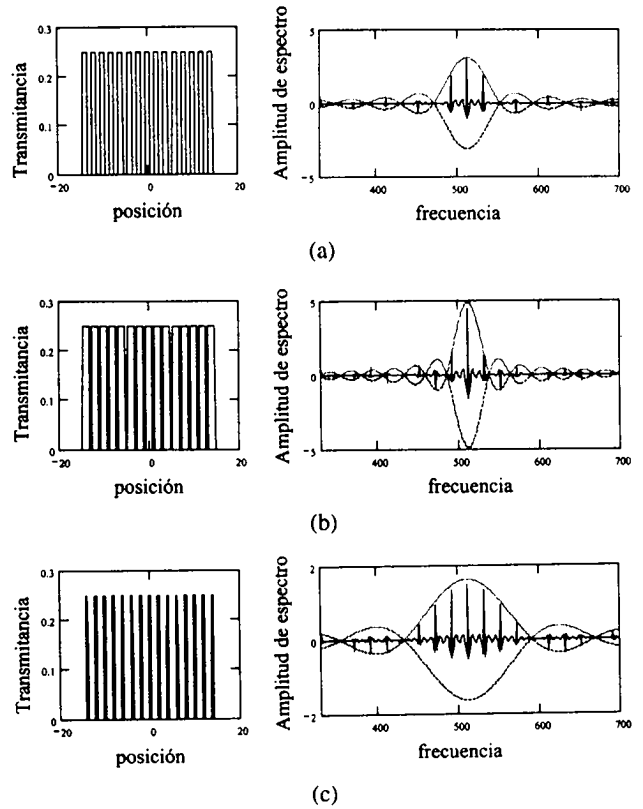 Transmitancia
0.3
0.2
0.1
0
−20
0
20
posición
Amplitud de espectro
5
0
−5
400
500
600
700
frecuencia
(a)
Transmitancia
0.3
0.2
0.1
0
−20
0
20
posición
Amplitud de espectro
5
0
−5
400
500
600
700
frecuencia
(b)
Transmitancia
0.3
0.2
0.1
0
−20
0
20
posición
Amplitud de espectro
2
0
−2
400
500
600
700
frecuencia
(c)